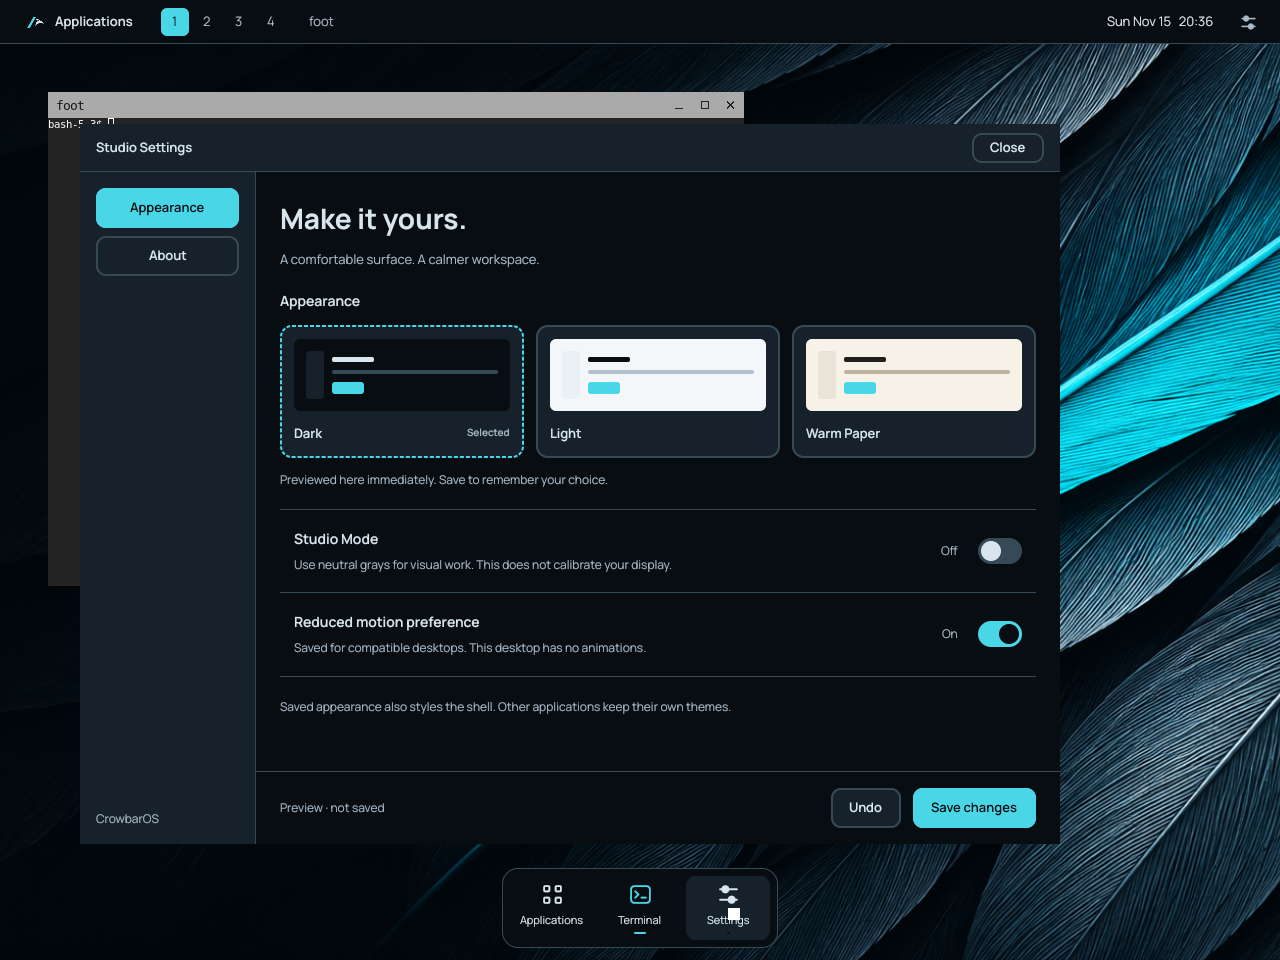 Applications 1 2 3 4 foot Sun Nov 15 20:36
foot
Studio Settings Close
Appearance
About
Make it yours.
A comfortable surface. A calmer workspace.
Appearance
Dark Selected
Light
Warm Paper
Previewed here immediately. Save to remember your choice.
Studio Mode
Use neutral grays for visual work. This does not calibrate your display.
Off
Reduced motion preference
Saved for compatible desktops. This desktop has no animations.
On
Saved appearance also styles the shell. Other applications keep their own themes.
CrowbarOS
Preview · not saved
Undo
Save changes
Applications Terminal Settings